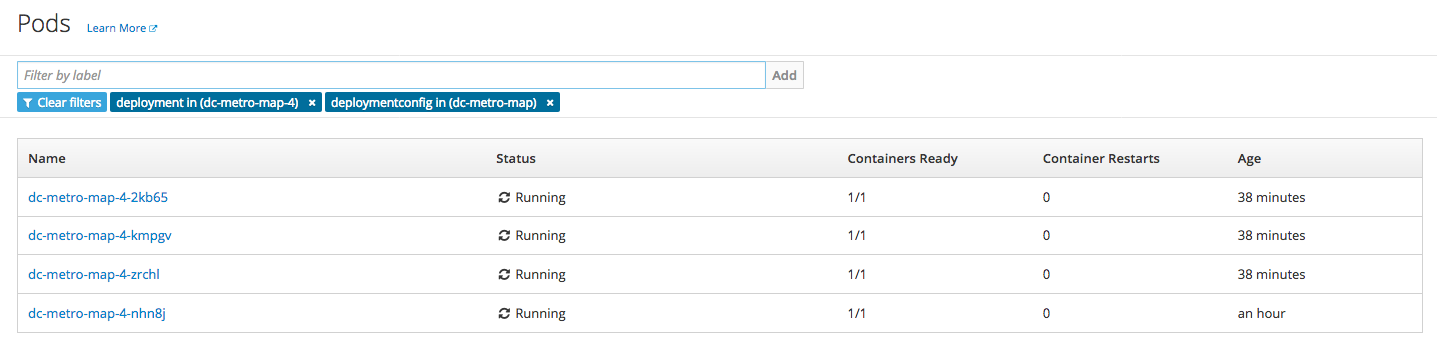 Pods Learn More
Filter by label Add
Clear filters deployment in (dc-metro-map-4) × deploymentconfig in (dc-metro-map) ×
Name Status Containers Ready Container Restarts Age
dc-metro-map-4-2kb65 Running 1/1 0 38 minutes
dc-metro-map-4-kmpgv Running 1/1 0 38 minutes
dc-metro-map-4-zrchl Running 1/1 0 38 minutes
dc-metro-map-4-nhn8j Running 1/1 0 an hour